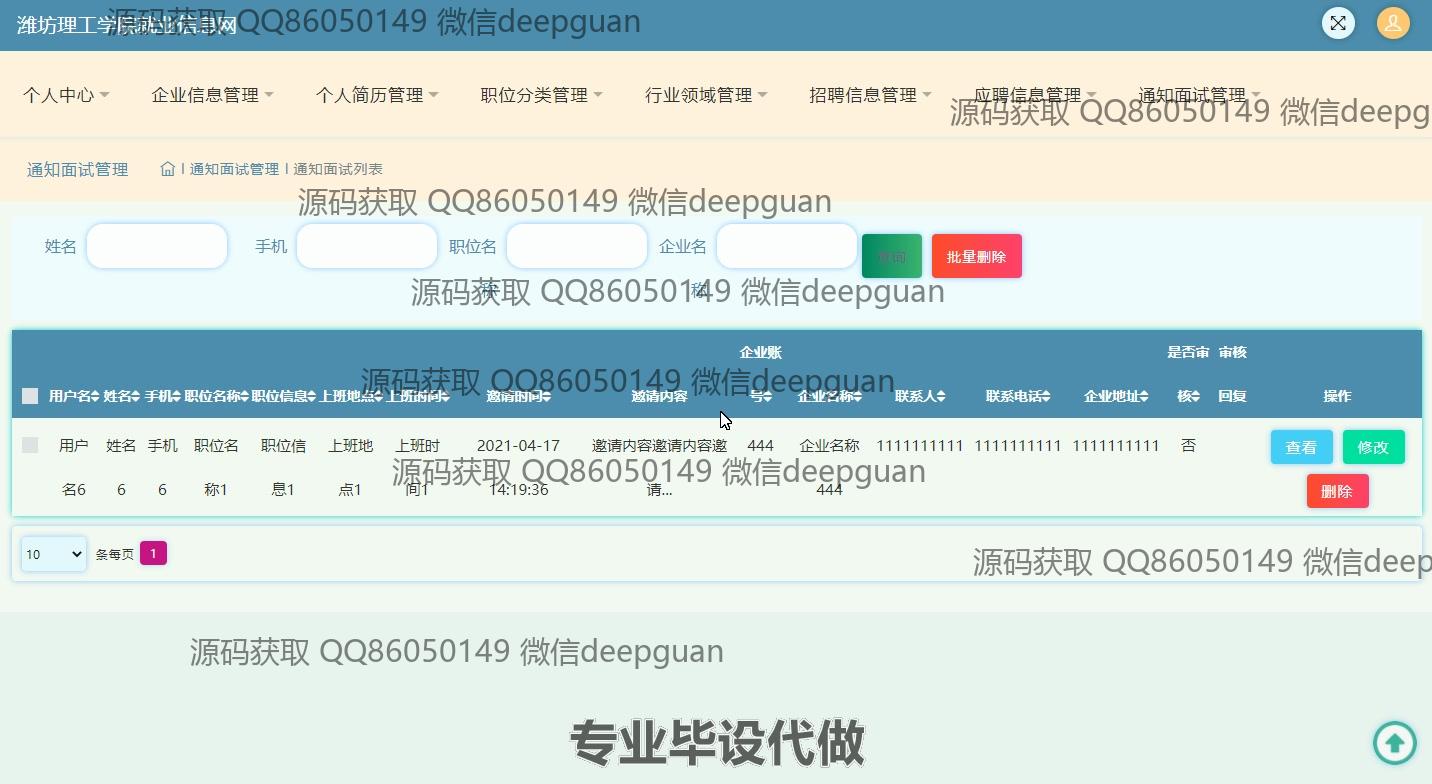 潍坊理工学院就业信息网
源码获取 QQ86050149 微信deepguan
个人中心 企业信息管理 个人简历管理 职位分类管理 行业领域管理 招聘信息管理 应聘信息管理 通知面试管理
源码获取 QQ86050149 微信deepg
通知面试管理 通知面试管理 通知面试列表
源码获取 QQ86050149 微信deepguan
姓名 手机 职位名称 企业名称 查询 批量删除
源码获取 QQ86050149 微信deepguan
用户名 姓名 手机 职位名称 职位信息 上班地点 上班时间 邀请时间 邀请内容 企业账号 企业名称 联系人 联系电话 企业地址 是否审核 审核回复 操作
源码获取 QQ86050149 微信deepguan
用户名6 姓名6 手机6 职位名称1 职位信息1 上班地点1 上班时间1 2021-04-17 14:19:36 邀请内容邀请内容邀请... 444 企业名称444 1111111111 1111111111 1111111111 否 查看 修改 删除
源码获取 QQ86050149 微信deepguan
10 条每页 1
源码获取 QQ86050149 微信deep
源码获取 QQ86050149 微信deepguan
专业毕设代做